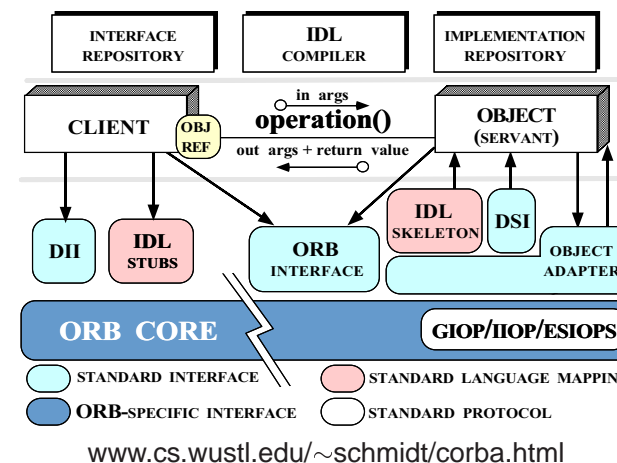 INTERFACE
REPOSITORY
IDL
COMPILER
IMPLEMENTATION
REPOSITORY
CLIENT
OBJ
REF
in args
operation()
out args + return value
OBJECT
(SERVANT)
DII
IDL
STUBS
ORB
INTERFACE
IDL
SKELETON
DSI
OBJECT
ADAPTER
ORB CORE
GIOP/IIOP/ESIOPS
STANDARD INTERFACE
STANDARD LANGUAGE MAPPIN
ORB-SPECIFIC INTERFACE
STANDARD PROTOCOL
www.cs.wustl.edu/~schmidt/corba.html